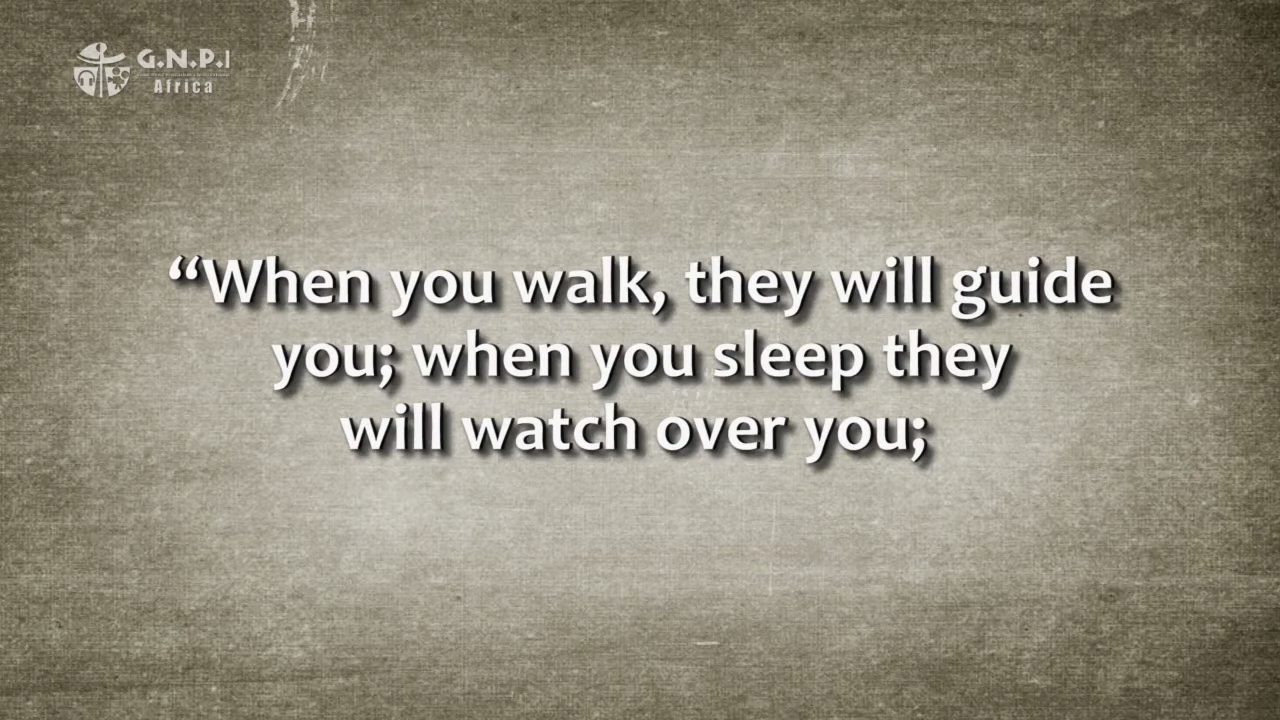 G.N.P.I
Africa
“When you walk, they will guide
you; when you sleep they
will watch over you;